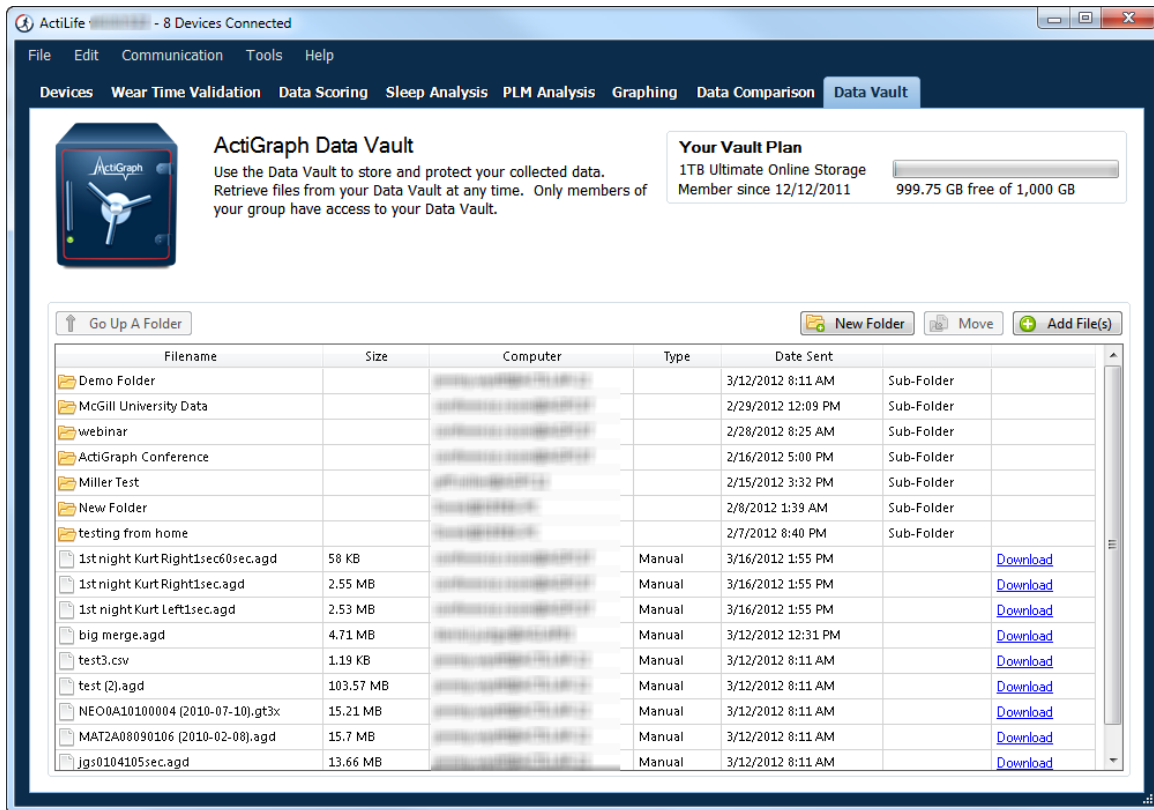 ActiLife - 8 Devices Connected
File Edit Communication Tools Help
Devices Wear Time Validation Data Scoring Sleep Analysis PLM Analysis Graphing Data Comparison Data Vault
ActiGraph
ActiGraph Data Vault
Use the Data Vault to store and protect your collected data.
Retrieve files from your Data Vault at any time. Only members of
your group have access to your Data Vault.
Your Vault Plan
1TB Ultimate Online Storage
Member since 12/12/2011 999.75 GB free of 1,000 GB
Go Up A Folder New Folder Move Add File(s)
Filename Size Computer Type Date Sent
Demo Folder 3/12/2012 8:11 AM Sub-Folder
McGill University Data 2/29/2012 12:09 PM Sub-Folder
webinar 2/28/2012 8:25 AM Sub-Folder
ActiGraph Conference 2/16/2012 5:00 PM Sub-Folder
Miller Test 2/15/2012 3:32 PM Sub-Folder
New Folder 2/8/2012 1:39 AM Sub-Folder
testing from home 2/7/2012 8:40 PM Sub-Folder
1st night Kurt Right1sec60sec.agd 58 KB Manual 3/16/2012 1:55 PM Download
1st night Kurt Right1sec.agd 2.55 MB Manual 3/16/2012 1:55 PM Download
1st night Kurt Left1sec.agd 2.53 MB Manual 3/16/2012 1:55 PM Download
big merge.agd 4.71 MB Manual 3/12/2012 12:31 PM Download
test3.csv 1.19 KB Manual 3/12/2012 8:11 AM Download
test (2).agd 103.57 MB Manual 3/12/2012 8:11 AM Download
NEO0A10100004 (2010-07-10).gt3x 15.21 MB Manual 3/12/2012 8:11 AM Download
MAT2A08090106 (2010-02-08).agd 15.7 MB Manual 3/12/2012 8:11 AM Download
jgs0104105sec.agd 13.66 MB Manual 3/12/2012 8:11 AM Download